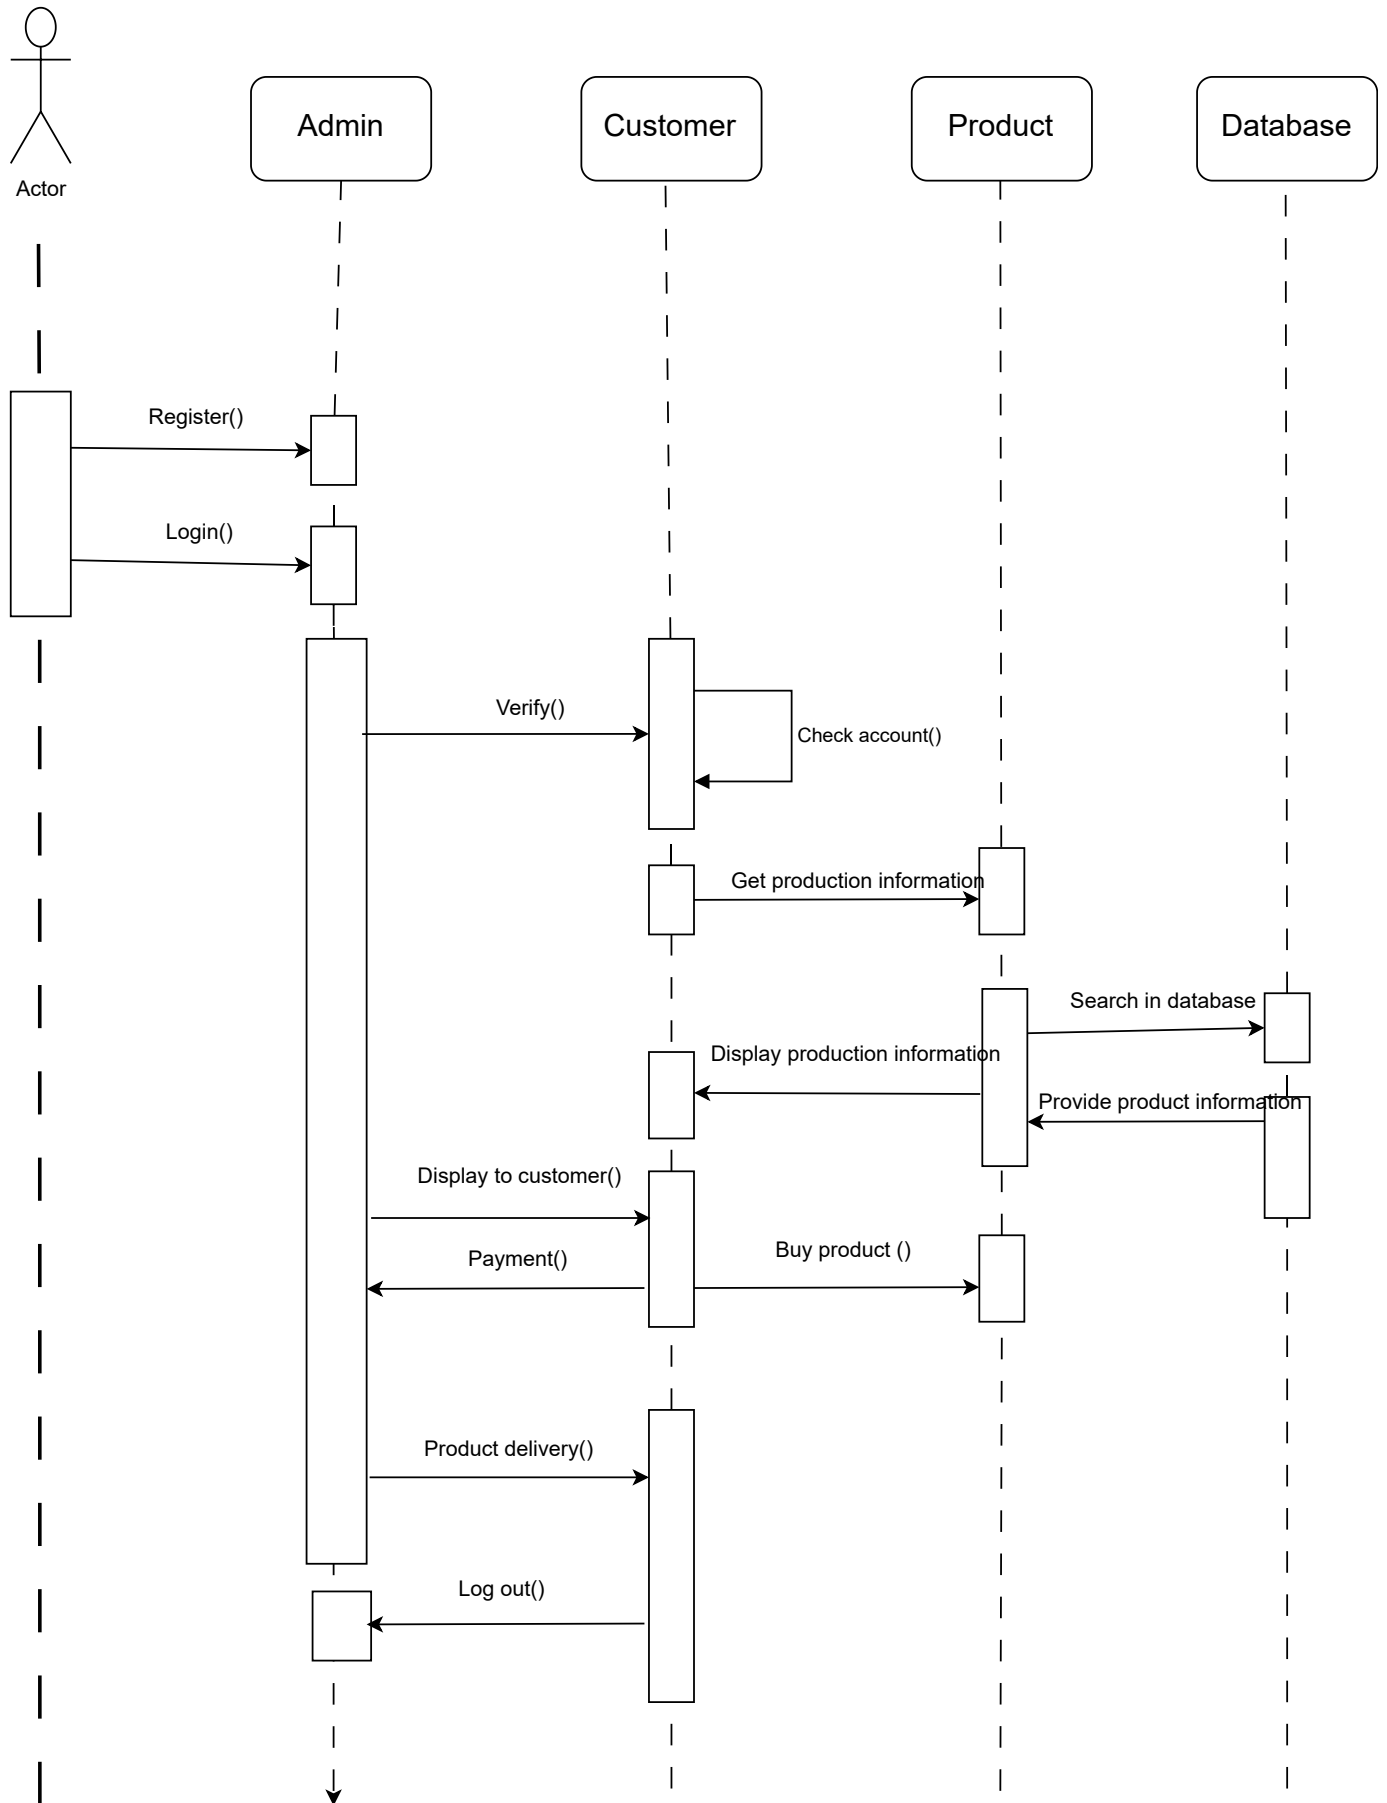 Actor
Admin
Customer
Product
Database
Register()
Login()
Verify()
Check account()
Get production information
Search in database
Display production information
Provide product information
Display to customer()
Buy product ()
Payment()
Product delivery()
Log out()